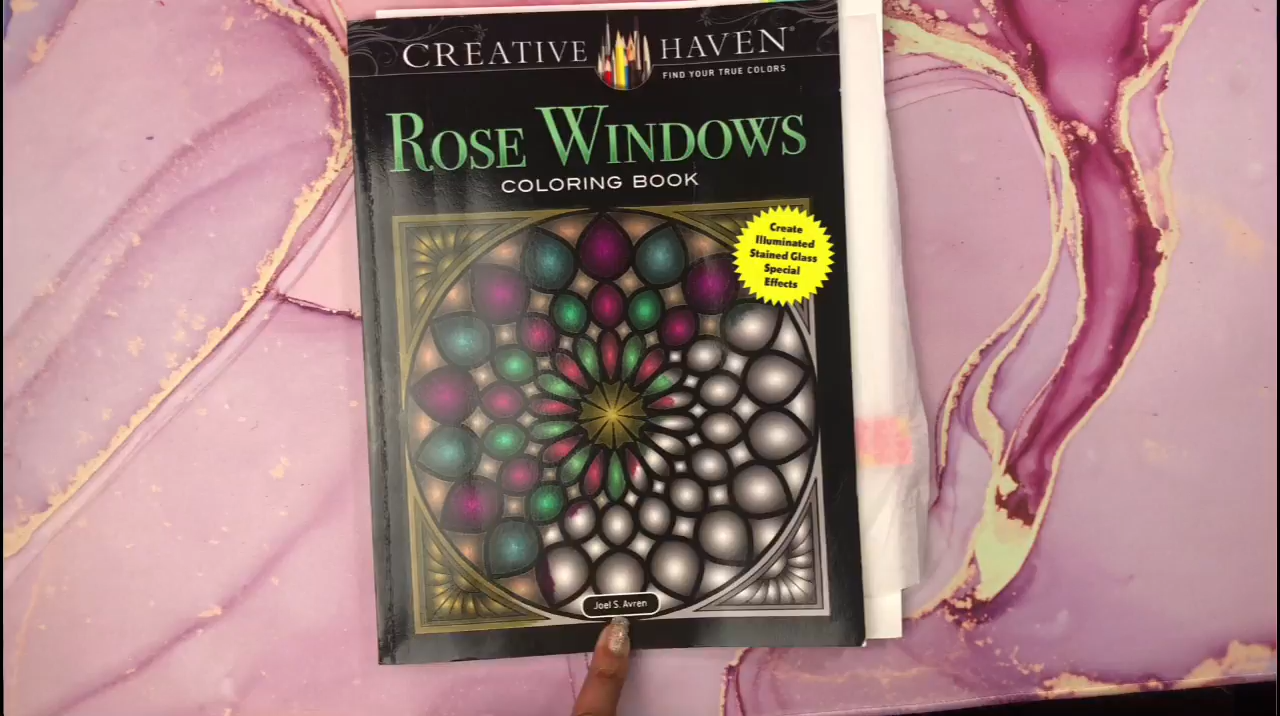 CREATIVE HAVEN®
FIND YOUR TRUE COLORS
ROSE WINDOWS
COLORING BOOK
Create
Illuminated
Stained Glass
Special
Effects
Joel S. Avren